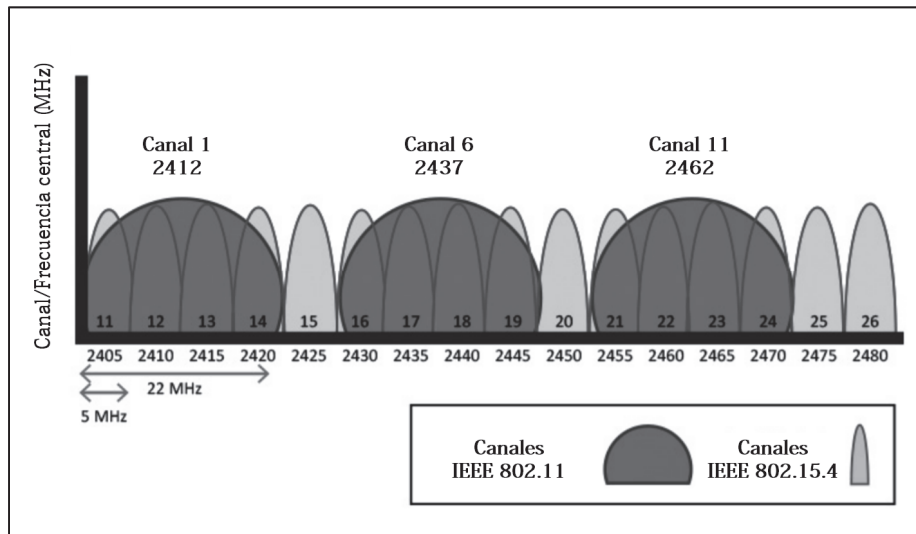 Canal/Frecuencia central (MHz)
Canal 1
2412
Canal 6
2437
Canal 11
2462
11 12 13 14 15 16 17 18 19 20 21 22 23 24 25 26
2405 2410 2415 2420 2425 2430 2435 2440 2445 2450 2455 2460 2465 2470 2475 2480
22 MHz
5 MHz
Canales
IEEE 802.11
Canales
IEEE 802.15.4